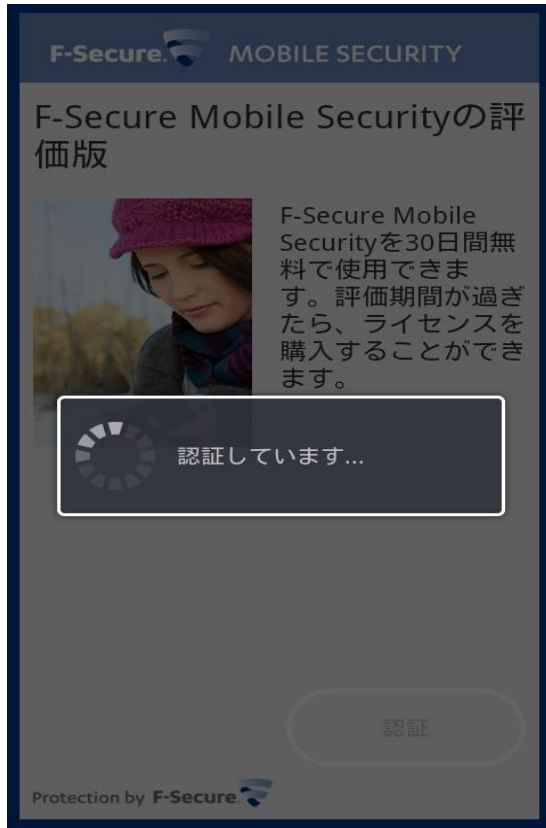 F-Secure. MOBILE SECURITY
F-Secure Mobile Securityの評
価版
F-Secure Mobile
Securityを30日間無
料で使用できま
す。評価期間が過ぎ
たら、ライセンスを
購入することができ
ます。
認証しています...
認証
Protection by F-Secure.